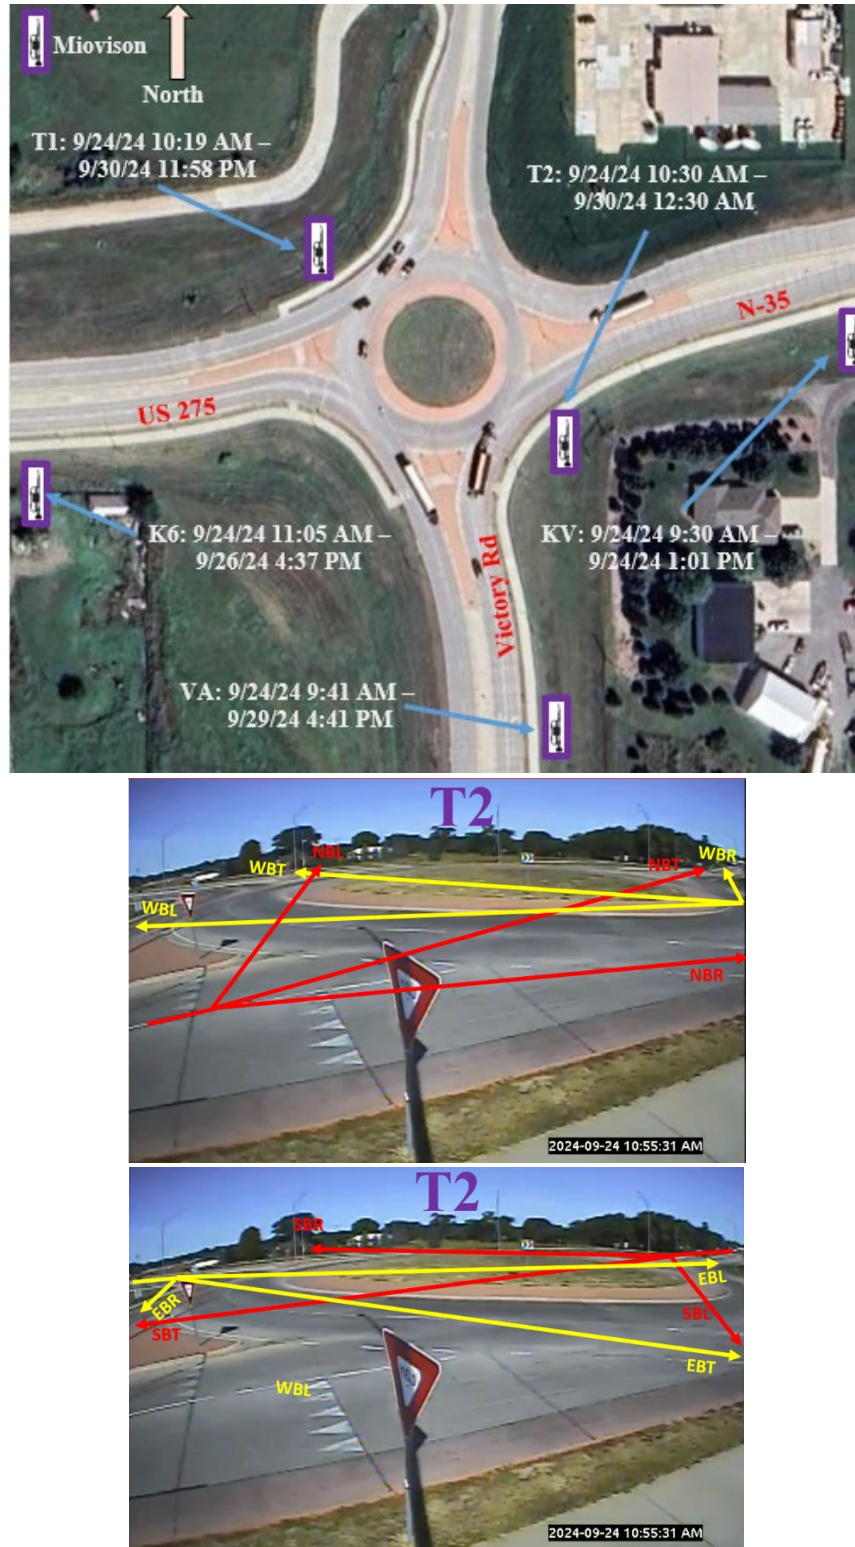 Miovison
North
T1: 9/24/24 10:19 AM –
9/30/24 11:58 PM
T2: 9/24/24 10:30 AM –
9/30/24 12:30 AM
N-35
US 275
K6: 9/24/24 11:05 AM –
9/26/24 4:37 PM
KV: 9/24/24 9:30 AM –
9/24/24 1:01 PM
Victory Rd
VA: 9/24/24 9:41 AM –
9/29/24 4:41 PM
T2
WBT
NBL
NBT
WBR
WBL
NBR
2024-09-24 10:55:31 AM
T2
SBR
EBL
EBR
SBT
SBL
EBT
WBL
2024-09-24 10:55:31 AM